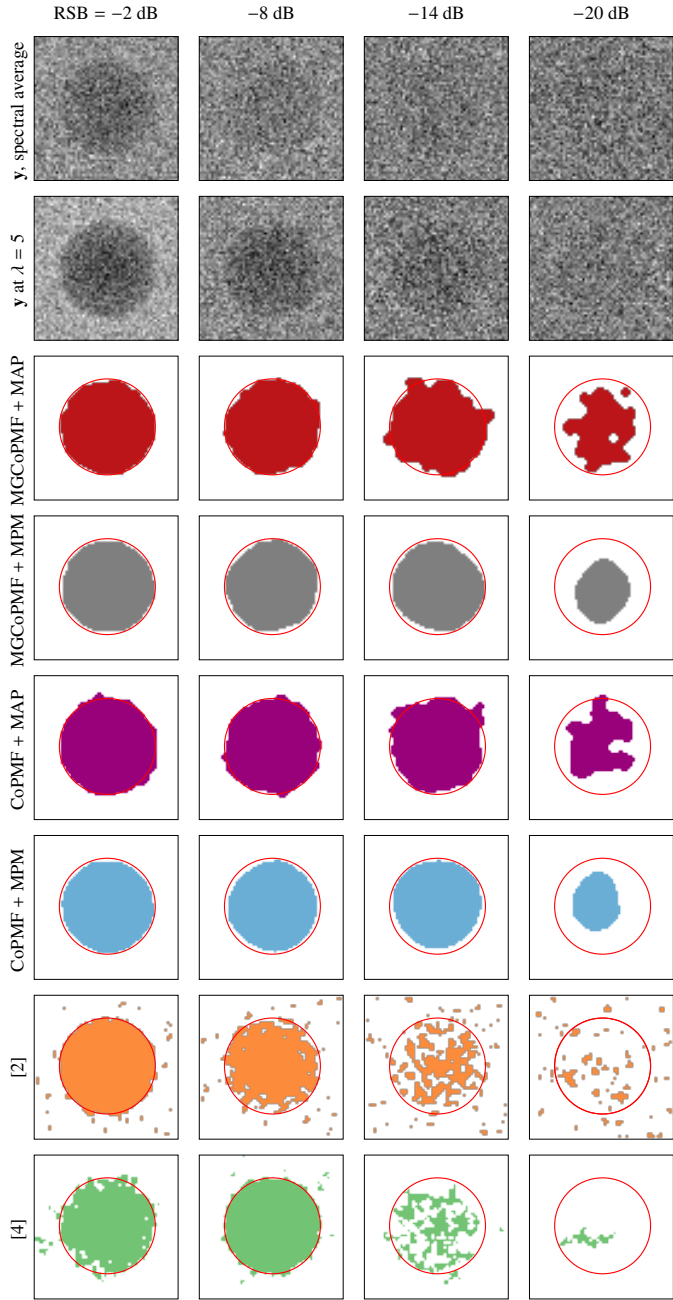 RSB = −2 dB −8 dB −14 dB −20 dB
y, spectral average
y at λ = 5
MGCoPMF + MAP
MGCoPMF + MPM
CoPMF + MAP
CoPMF + MPM
[2]
[4]